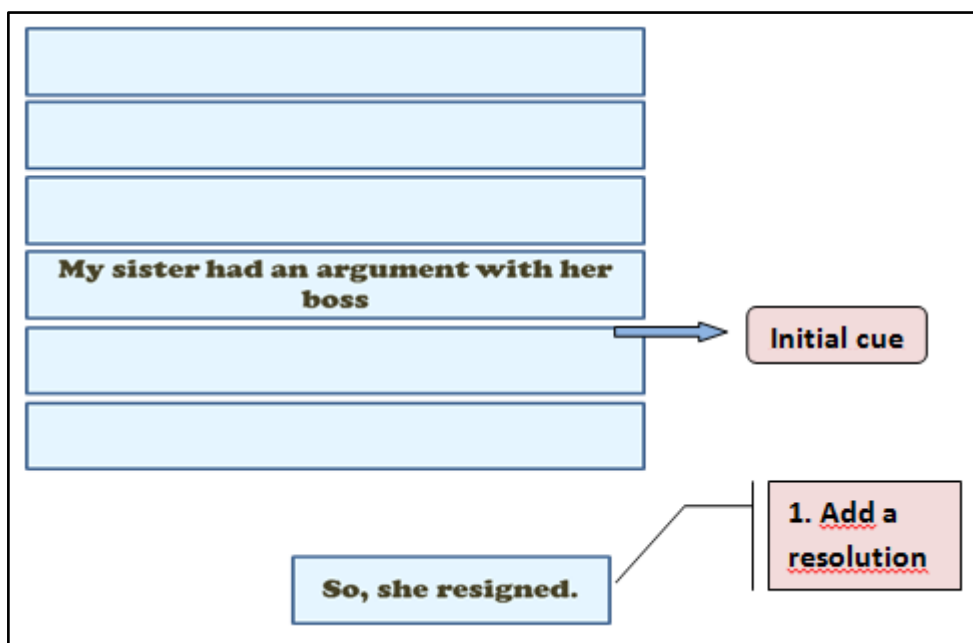 My sister had an argument with her
boss
Initial cue
1. Add a
resolution
So, she resigned.